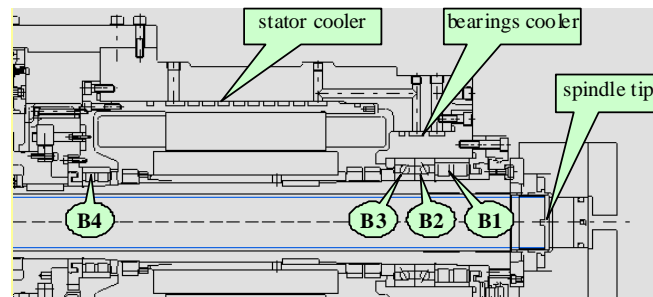 stator cooler
bearings cooler
spindle tip
B4
B3
B2
B1